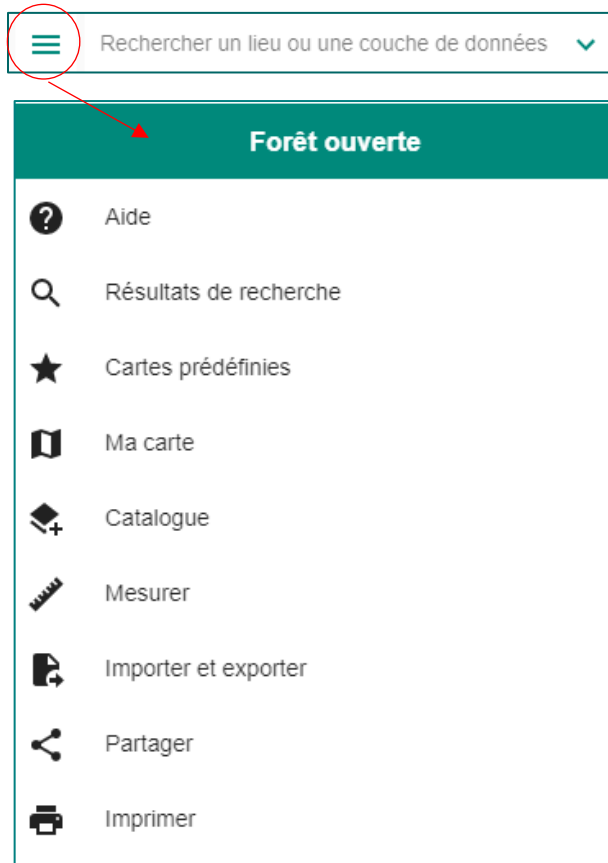 Rechercher un lieu ou une couche de données
Forêt ouverte
Aide
Résultats de recherche
Cartes prédéfinies
Ma carte
Catalogue
Mesurer
Importer et exporter
Partager
Imprimer